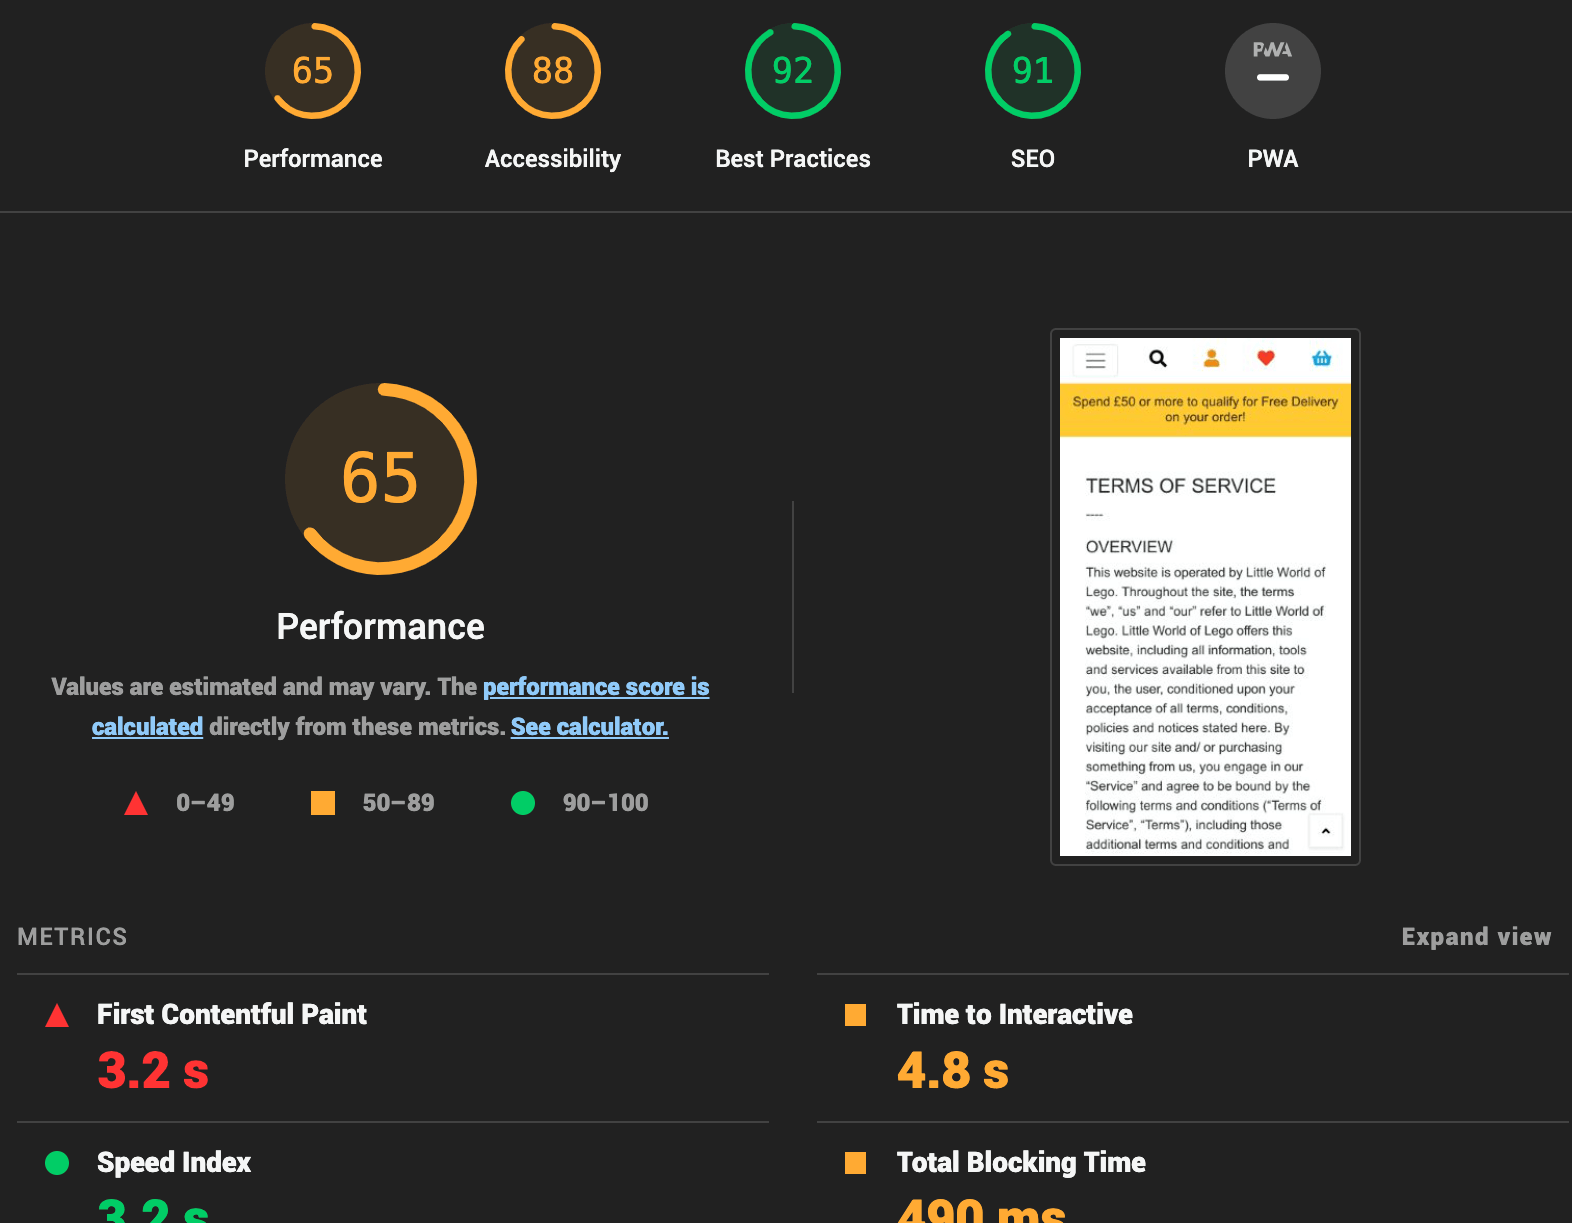 65
88
92
91
PWA
Performance
Accessibility
Best Practices
SEO
PWA
65
Performance
Values are estimated and may vary. The performance score is
calculated directly from these metrics. See calculator.
0–49
50–89
90–100
Spend £50 or more to qualify for Free Delivery
on your order!
TERMS OF SERVICE
----
OVERVIEW
This website is operated by Little World of
Lego. Throughout the site, the terms
“we”, “us” and “our” refer to Little World of
Lego. Little World of Lego offers this
website, including all information, tools
and services available from this site to
you, the user, conditioned upon your
acceptance of all terms, conditions,
policies and notices stated here. By
visiting our site and/ or purchasing
something from us, you engage in our
“Service” and agree to be bound by the
following terms and conditions (“Terms of
Service”, “Terms”), including those
additional terms and conditions and
METRICS
Expand view
First Contentful Paint
3.2 s
Time to Interactive
4.8 s
Speed Index
3.2 s
Total Blocking Time
490 ms